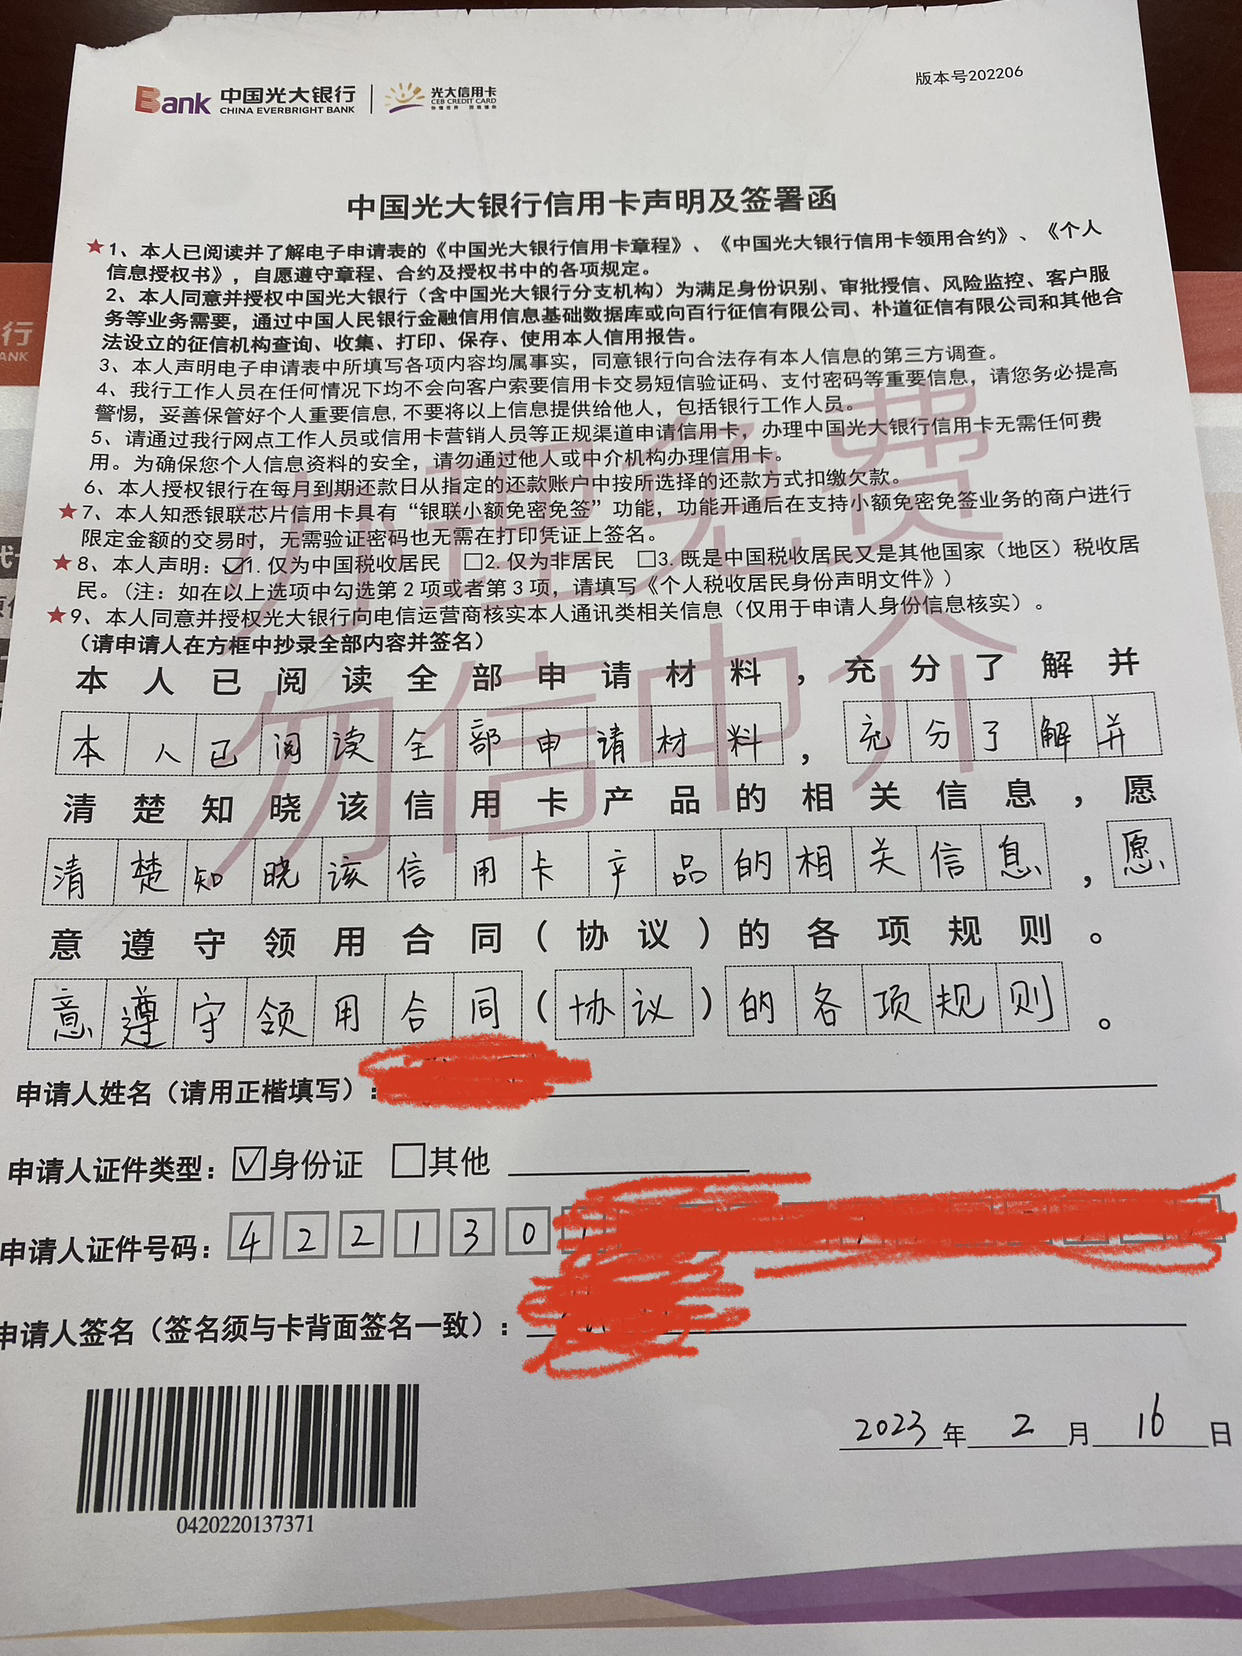 版本号202206
Bank 中国光大银行 光大信用卡
CHINA EVERBRIGHT BANK CEB CREDIT CARD
中国光大银行信用卡声明及签署函
★1、本人已阅读并了解电子申请表的《中国光大银行信用卡章程》、《中国光大银行信用卡领用合约》、《个人
信息授权书》，自愿遵守章程、合约及授权书中的各项规定。
2、本人同意并授权中国光大银行（含中国光大银行分支机构）为满足身份识别、审批授信、风险监控、客户服
务等业务需要，通过中国人民银行金融信用信息基础数据库或向百行征信有限公司、朴道征信有限公司和其他合
法设立的征信机构查询、收集、打印、保存、使用本人信用报告。
3、本人声明电子申请表中所填写各项内容均属事实，同意银行向合法存有本人信息的第三方调查。
4、我行工作人员在任何情况下均不会向客户索要信用卡交易短信验证码、支付密码等重要信息，请您务必提高
警惕，妥善保管好个人重要信息,不要将以上信息提供给他人，包括银行工作人员。
5、请通过我行网点工作人员或信用卡营销人员等正规渠道申请信用卡，办理中国光大银行信用卡无需任何费
用。为确保您个人信息资料的安全，请勿通过他人或中介机构办理信用卡。
6、本人授权银行在每月到期还款日从指定的还款账户中按所选择的还款方式扣缴欠款。
★7、本人知悉银联芯片信用卡具有“银联小额免密免签”功能，功能开通后在支持小额免密免签业务的商户进行
限定金额的交易时，无需验证密码也无需在打印凭证上签名。
★8、本人声明：☑1.仅为中国税收居民 □2.仅为非居民 □3.既是中国税收居民又是其他国家（地区）税收居
民。（注：如在以上选项中勾选第2项或者第3项，请填写《个人税收居民身份声明文件》）
★9、本人同意并授权光大银行向电信运营商核实本人通讯类相关信息（仅用于申请人身份信息核实）。
（请申请人在方框中抄录全部内容并签名）
办理免费
勿信中介
本人已阅读全部申请材料，充分了解并
本人已阅读全部申请材料，充分了解并
清楚知晓该信用卡产品的相关信息，愿
清楚知晓该信用卡产品的相关信息，愿
意遵守领用合同（协议）的各项规则。
意遵守领用合同（协议）的各项规则。
申请人姓名（请用正楷填写）：
申请人证件类型：☑身份证 □其他
申请人证件号码：422130
申请人签名（签名须与卡背面签名一致）：
2023年2月16日
0420220137371
行
ANK